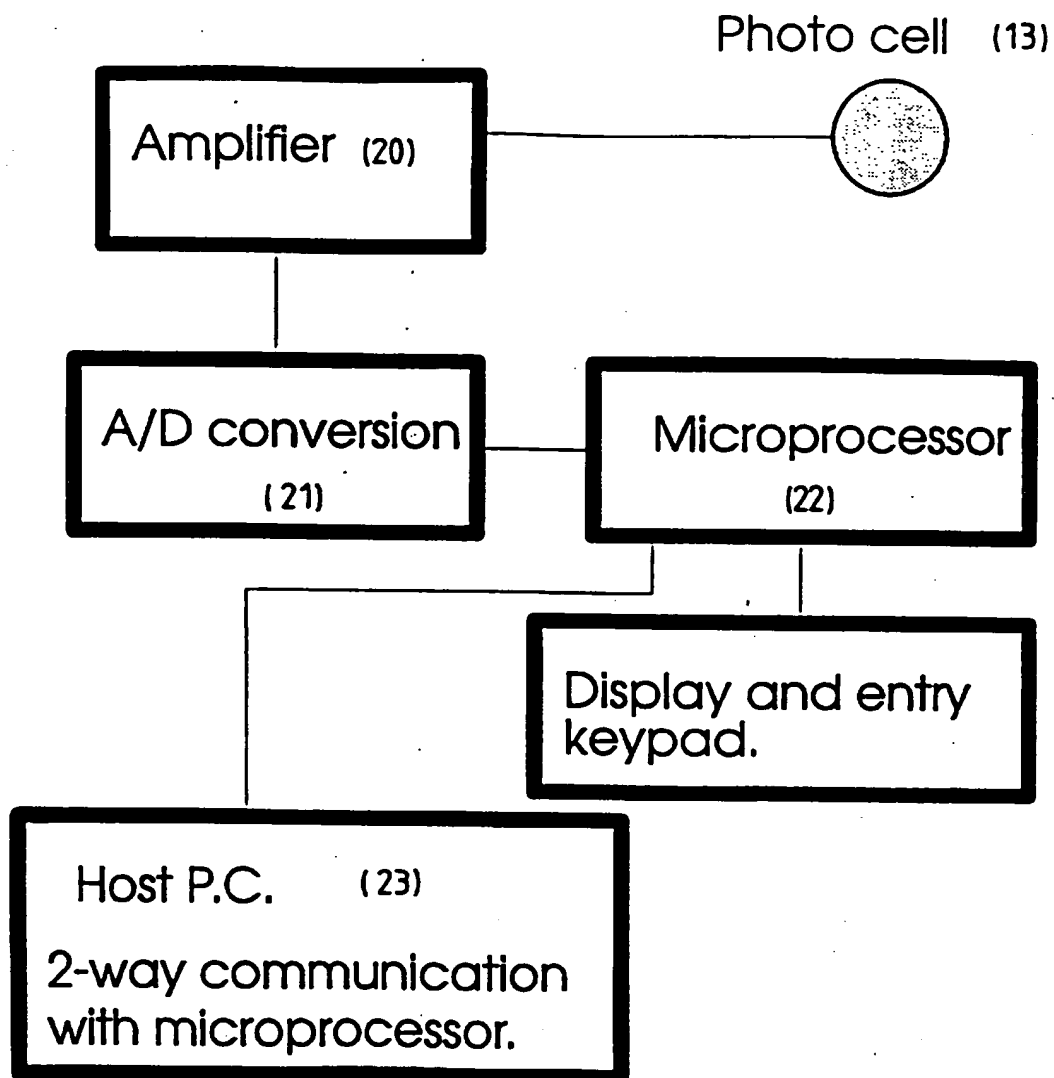 Photo cell (13)
Amplifier (20)
A/D conversion
(21)
Microprocessor
(22)
Display and entry
keypad.
Host P.C. (23)
2-way communication
with microprocessor.